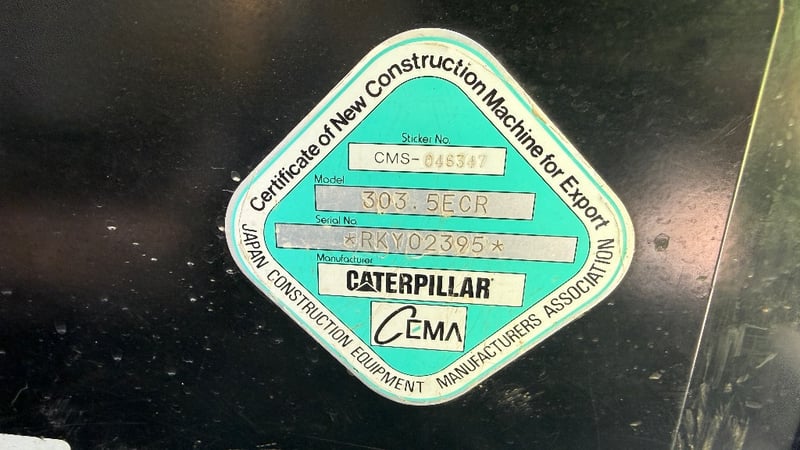 Certificate of New Construction Machine for Export
Sticker No.
CMS-046347
Model
303.5ECR
Serial No.
*RKY02395*
Manufacturer
CATERPILLAR
CEMA
JAPAN CONSTRUCTION EQUIPMENT MANUFACTURERS ASSOCIATION